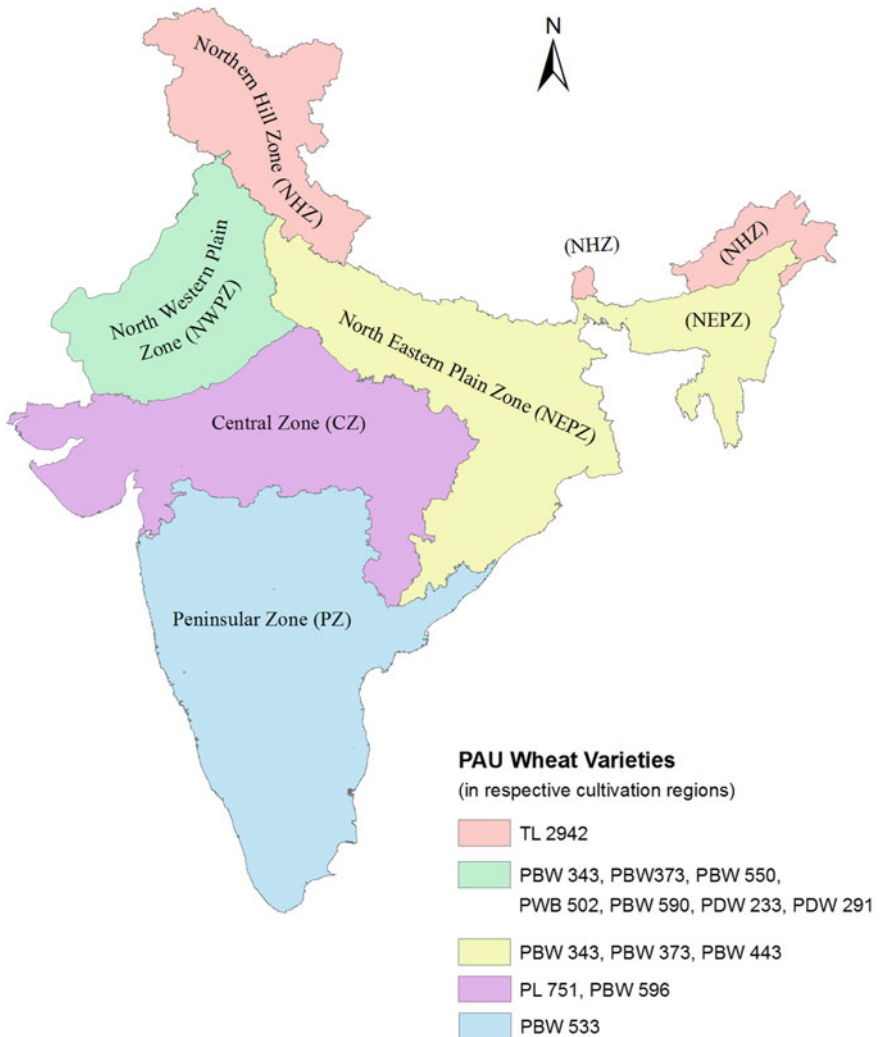 N
Northern Hill Zone (NHZ)
(NHZ)
(NHZ)
North Western Plain
Zone (NWPZ)
North Eastern Plain Zone (NEPZ)
(NEPZ)
Central Zone (CZ)
Peninsular Zone (PZ)
PAU Wheat Varieties
(in respective cultivation regions)
TL 2942
PBW 343, PBW373, PBW 550,
PWB 502, PBW 590, PDW 233, PDW 291
PBW 343, PBW 373, PBW 443
PL 751, PBW 596
PBW 533